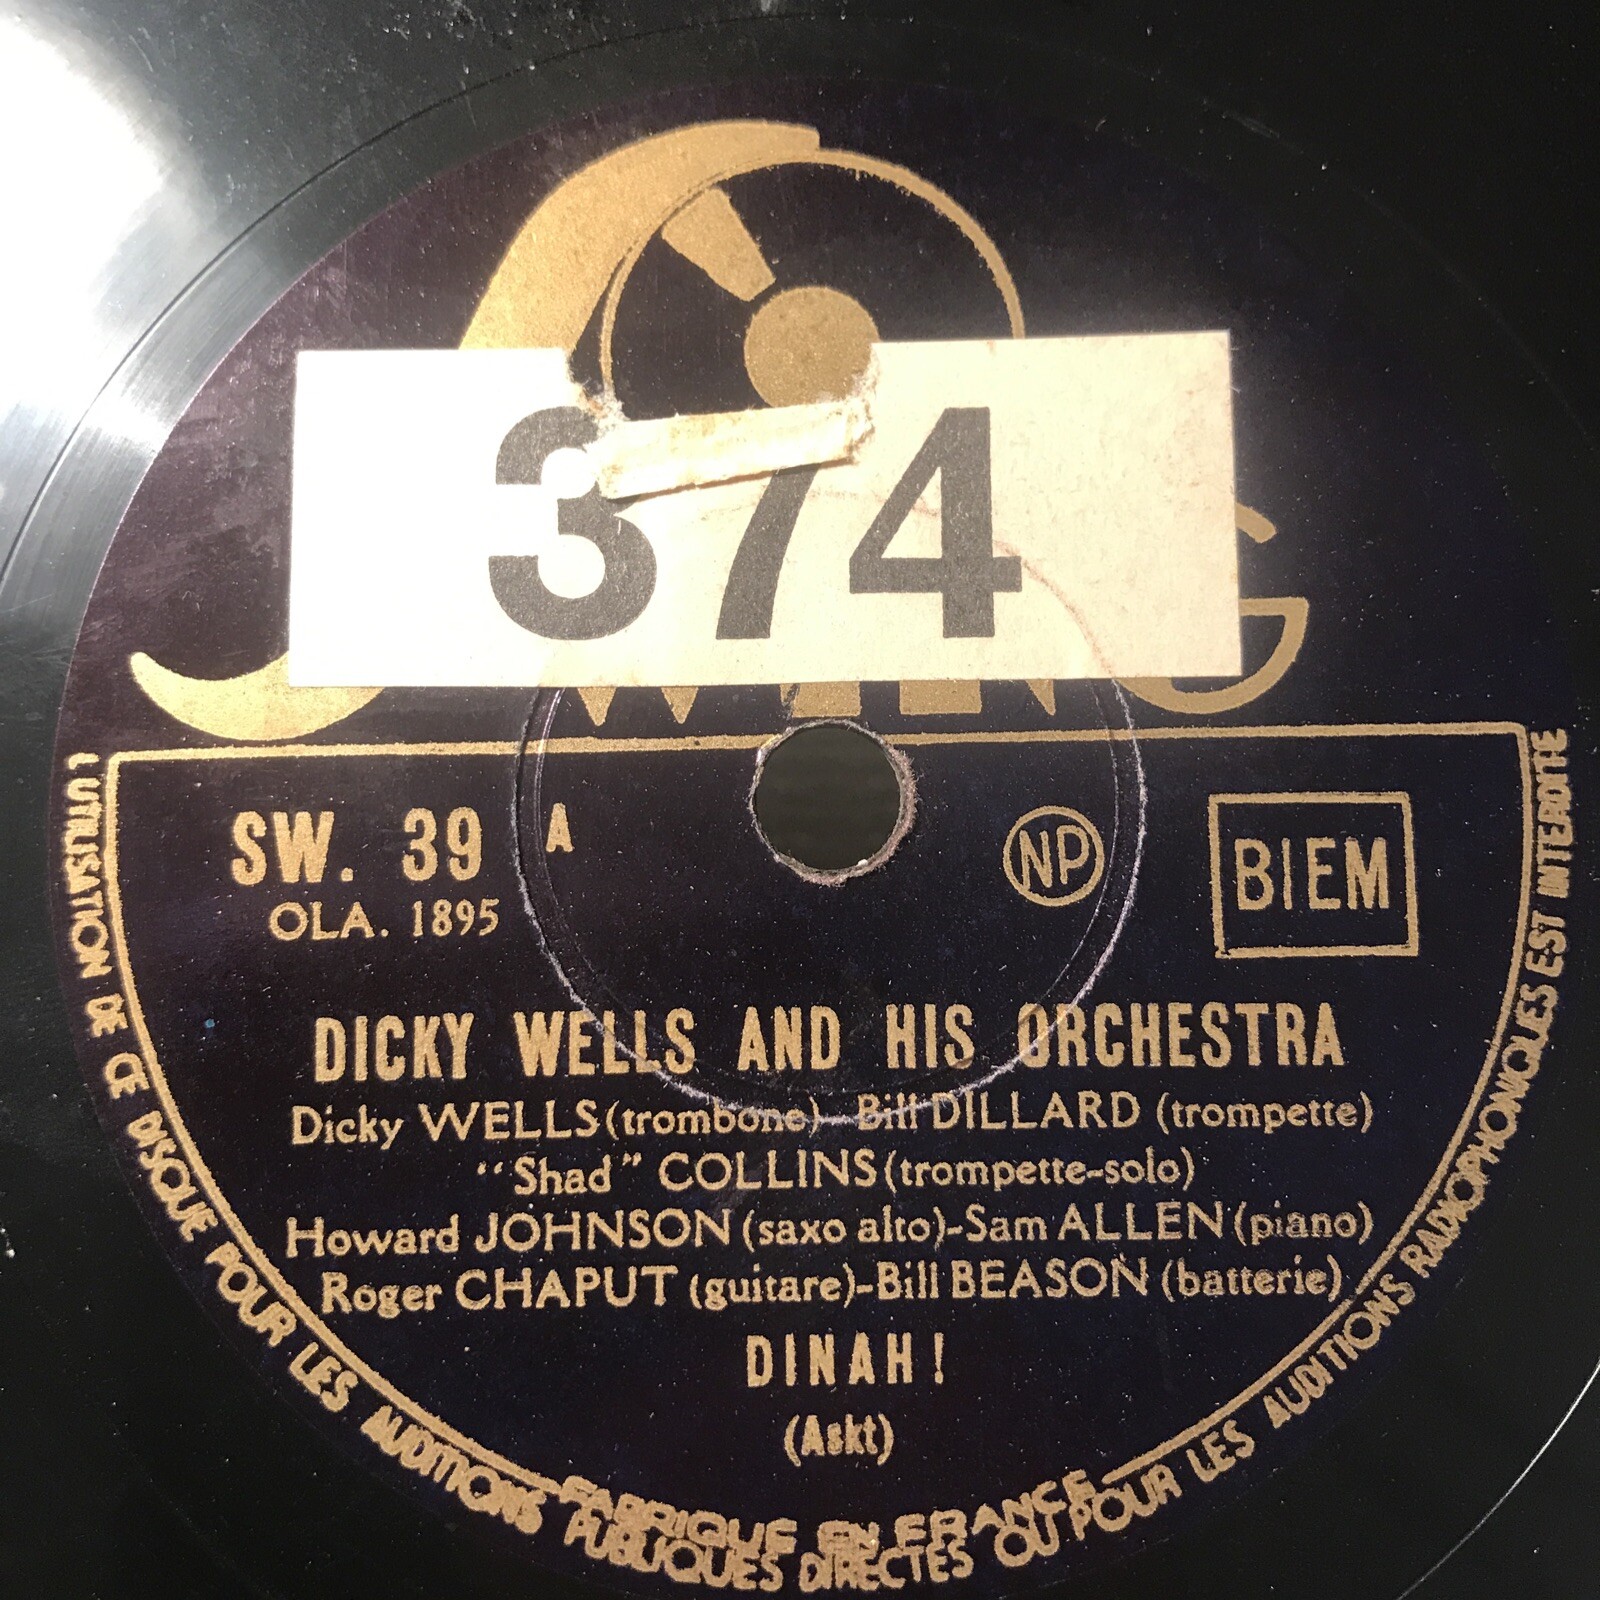 374
SWING
SW. 39 A
OLA. 1895
NP
BIEM
DICKY WELLS AND HIS ORCHESTRA
Dicky WELLS (trombone)-Bill DILLARD (trompette)
“Shad” COLLINS (trompette-solo)
Howard JOHNSON (saxo alto)-Sam ALLEN (piano)
Roger CHAPUT (guitare)-Bill BEASON (batterie)
DINAH!
(Askt)
FABRIQUÉ EN FRANCE
L'UTILISATION DE CE DISQUE POUR LES AUDITIONS PUBLIQUES DIRECTES OU POUR LES AUDITIONS RADIOPHONIQUES EST INTERDITE